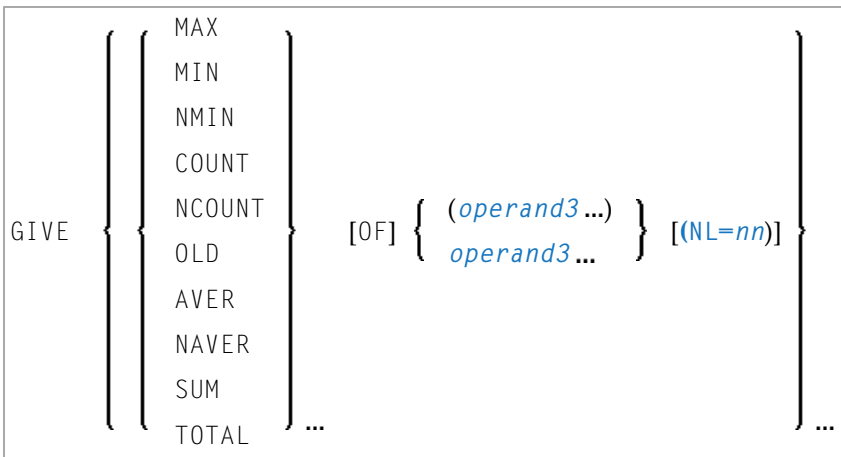 MAX
MIN
NMIN
COUNT
NCOUNT
(operand3 ...)
GIVE
[OF]
[(NL=nn)]
OLD
operand3 ...
AVER
NAVER
SUM
...
TOTAL
...